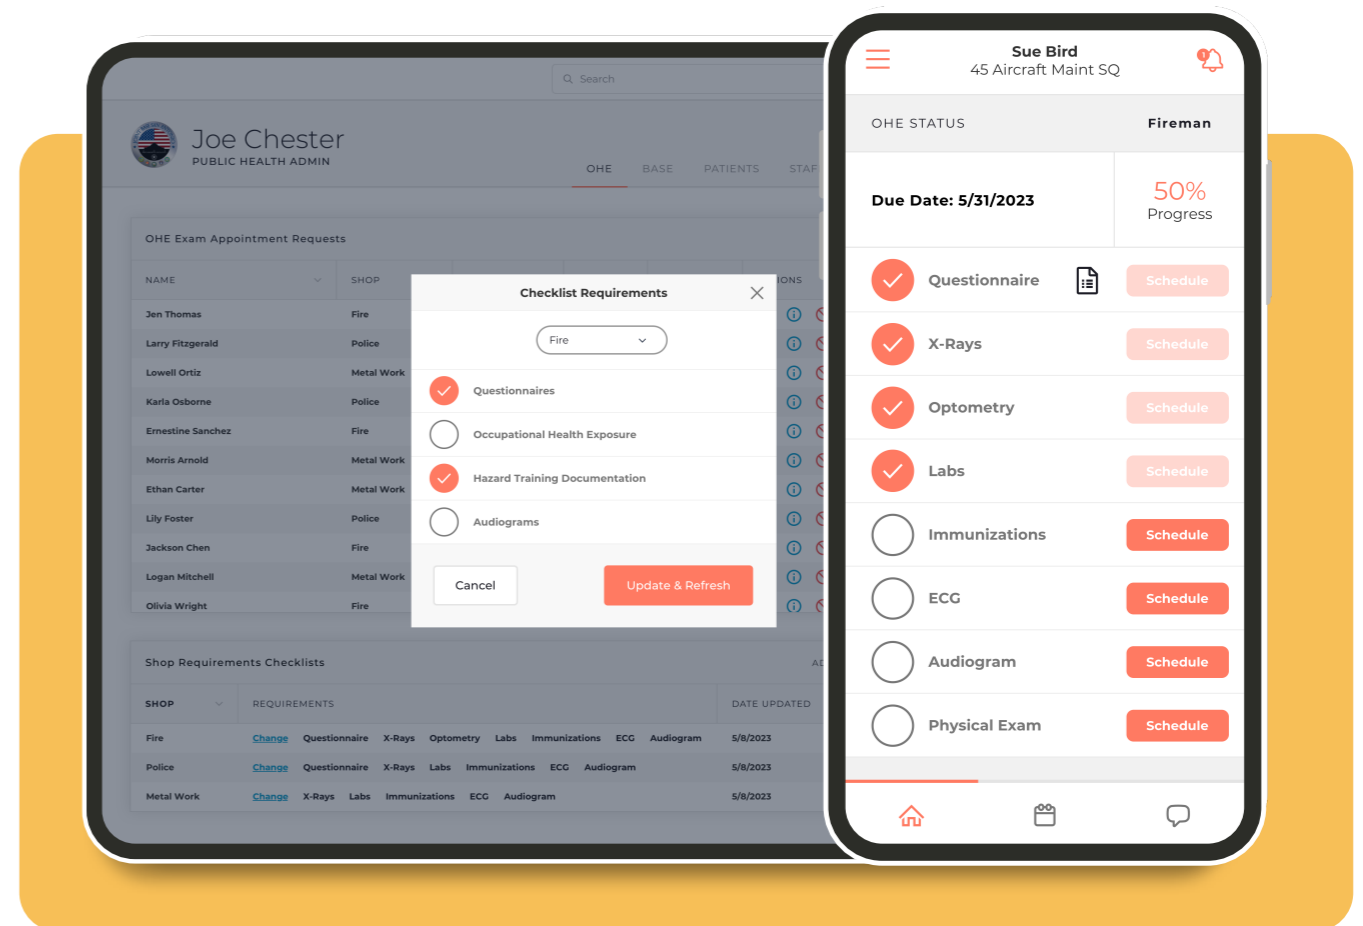 Search
Joe Chester
PUBLIC HEALTH ADMIN
OHE BASE PATIENTS
OHE Exam Appointment Requests
NAME SHOP
Jen Thomas Fire
Larry Fitzgerald Police
Lowell Ortiz Metal Work
Karla Osborne Police
Ernestine Sanchez Fire
Morris Arnold Metal Work
Ethan Carter Metal Work
Lily Foster Police
Jackson Chen Fire
Logan Mitchell Metal Work
Olivia Wright Fire
Checklist Requirements
Fire
Questionnaires
Occupational Health Exposure
Hazard Training Documentation
Audiograms
Cancel Update & Refresh
Shop Requirements Checklists
SHOP REQUIREMENTS DATE UPDATED
Fire Change Questionnaire X-Rays Optometry Labs Immunizations ECG Audiogram 5/8/2023
Police Change Questionnaire X-Rays Labs Immunizations ECG Audiogram 5/8/2023
Metal Work Change X-Rays Labs Immunizations ECG Audiogram 5/8/2023
Sue Bird
45 Aircraft Maint SQ
1
OHE STATUS Fireman
Due Date: 5/31/2023
50%
Progress
Questionnaire Schedule
X-Rays Schedule
Optometry Schedule
Labs Schedule
Immunizations Schedule
ECG Schedule
Audiogram Schedule
Physical Exam Schedule